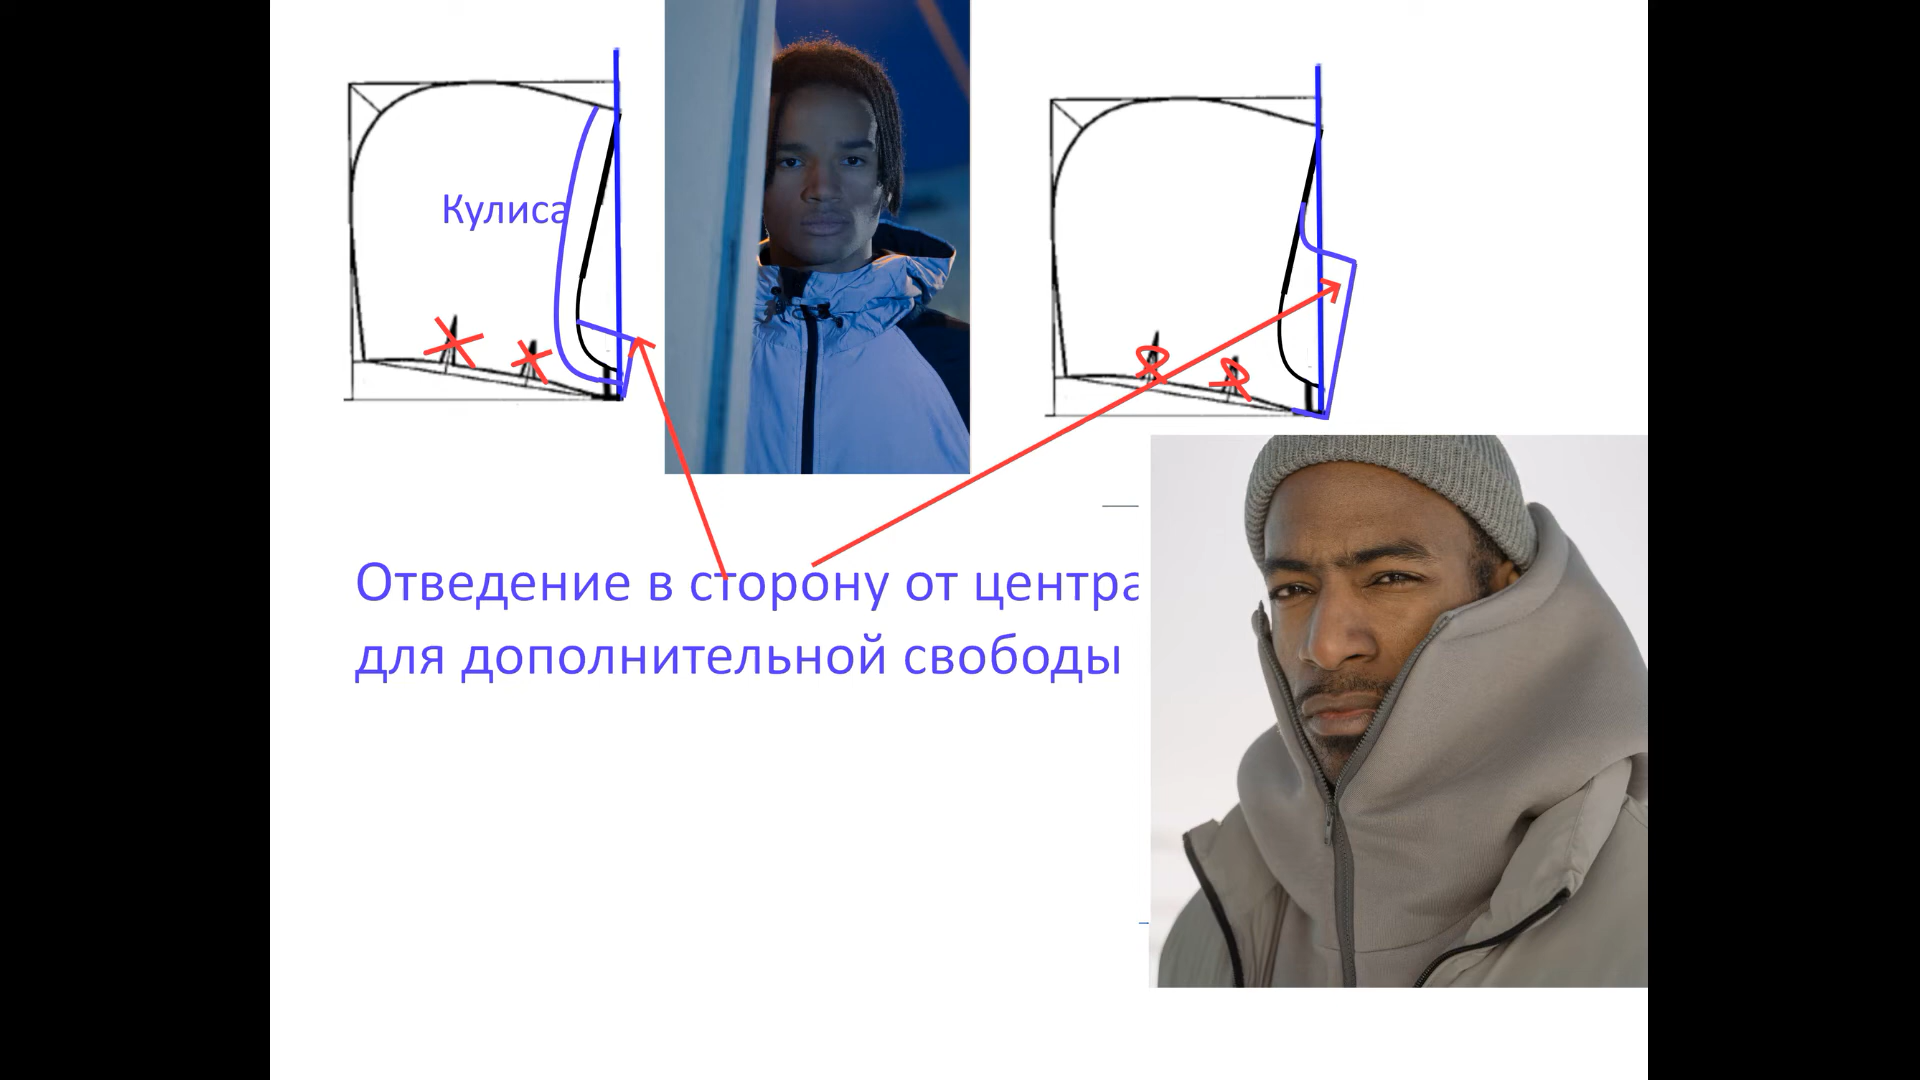 Кулиса
Отведение в сторону от центра
для дополнительной свободы